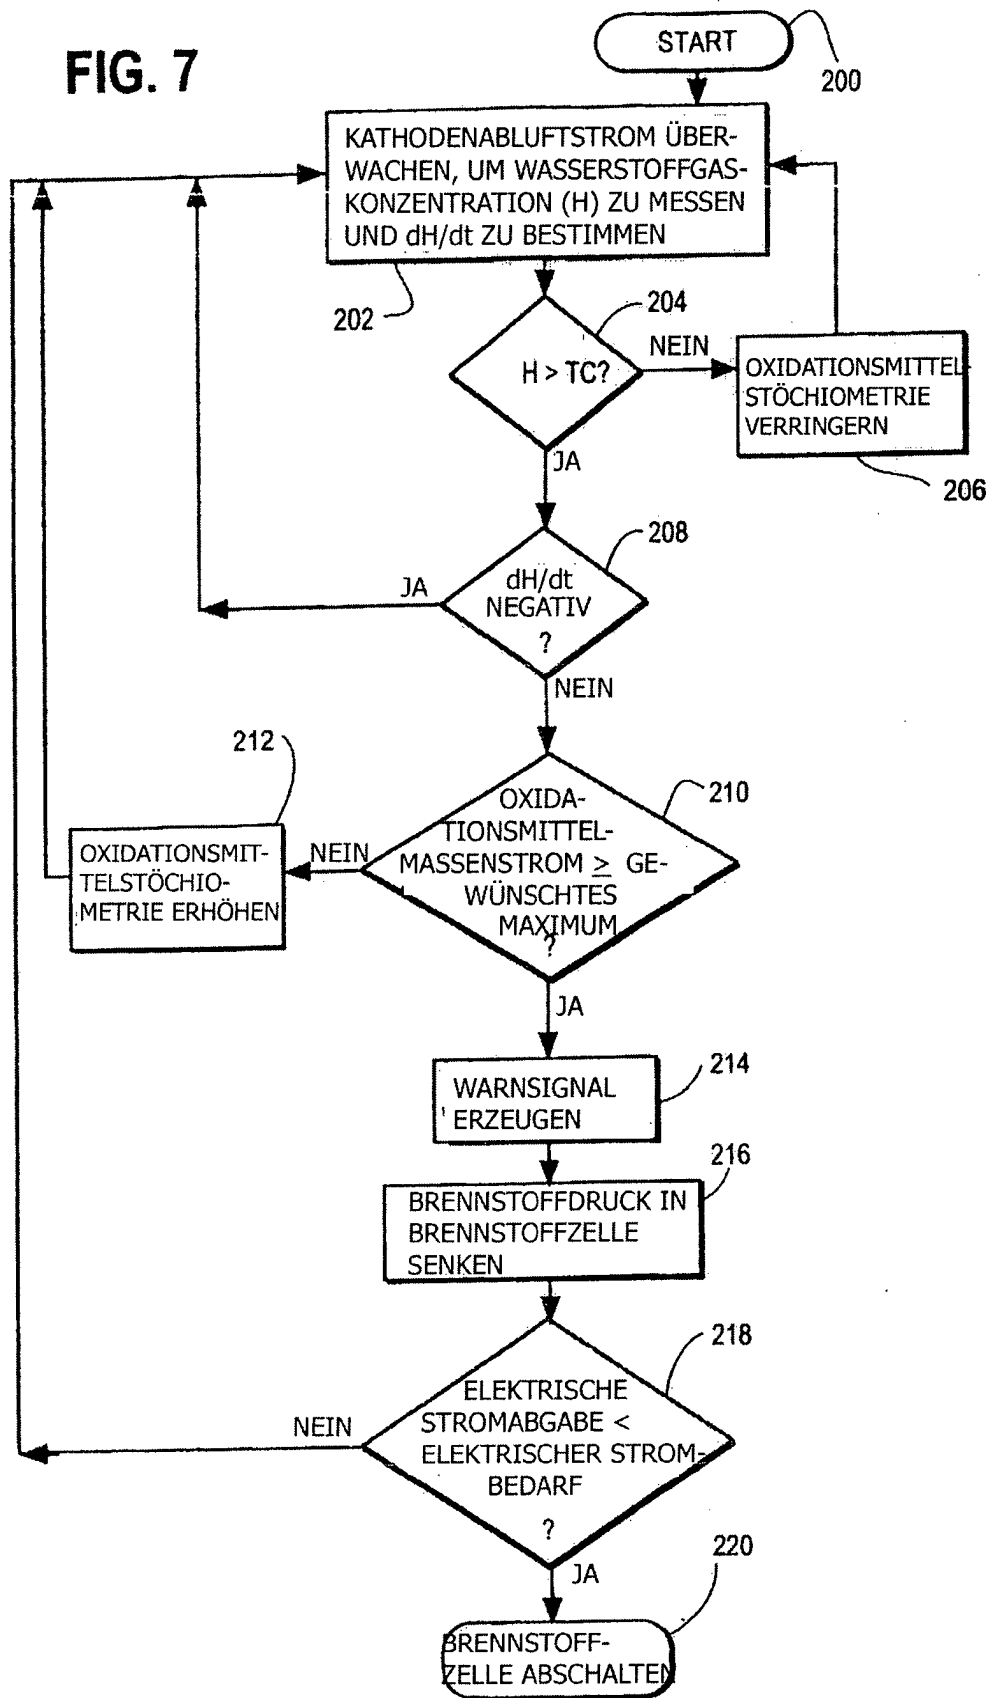 FIG. 7
START
200
KATHODENABLUFTSTROM ÜBER-
WACHEN, UM WASSERSTOFFGAS-
KONZENTRATION (H) ZU MESSEN
UND dH/dt ZU BESTIMMEN
202
204
H > TC?
NEIN
OXIDATIONSMITTEL-
STÖCHIOMETRIE
VERRINGERN
206
JA
208
dH/dt
NEGATIV
?
JA
NEIN
212
210
OXIDA-
TIONSMITTEL-
MASSENSTROM ≥ GE-
WÜNSCHTES
MAXIMUM
?
NEIN
OXIDATIONSMIT-
TELSTÖCHIO-
METRIE ERHÖHEN
JA
214
WARNSIGNAL
ERZEUGEN
216
BRENNSTOFFDRUCK IN
BRENNSTOFFZELLE
SENKEN
218
ELEKTRISCHE
STROMABGABE <
ELEKTRISCHER STROM-
BEDARF
?
NEIN
JA
220
BRENNSTOFF-
ZELLE ABSCHALTEN